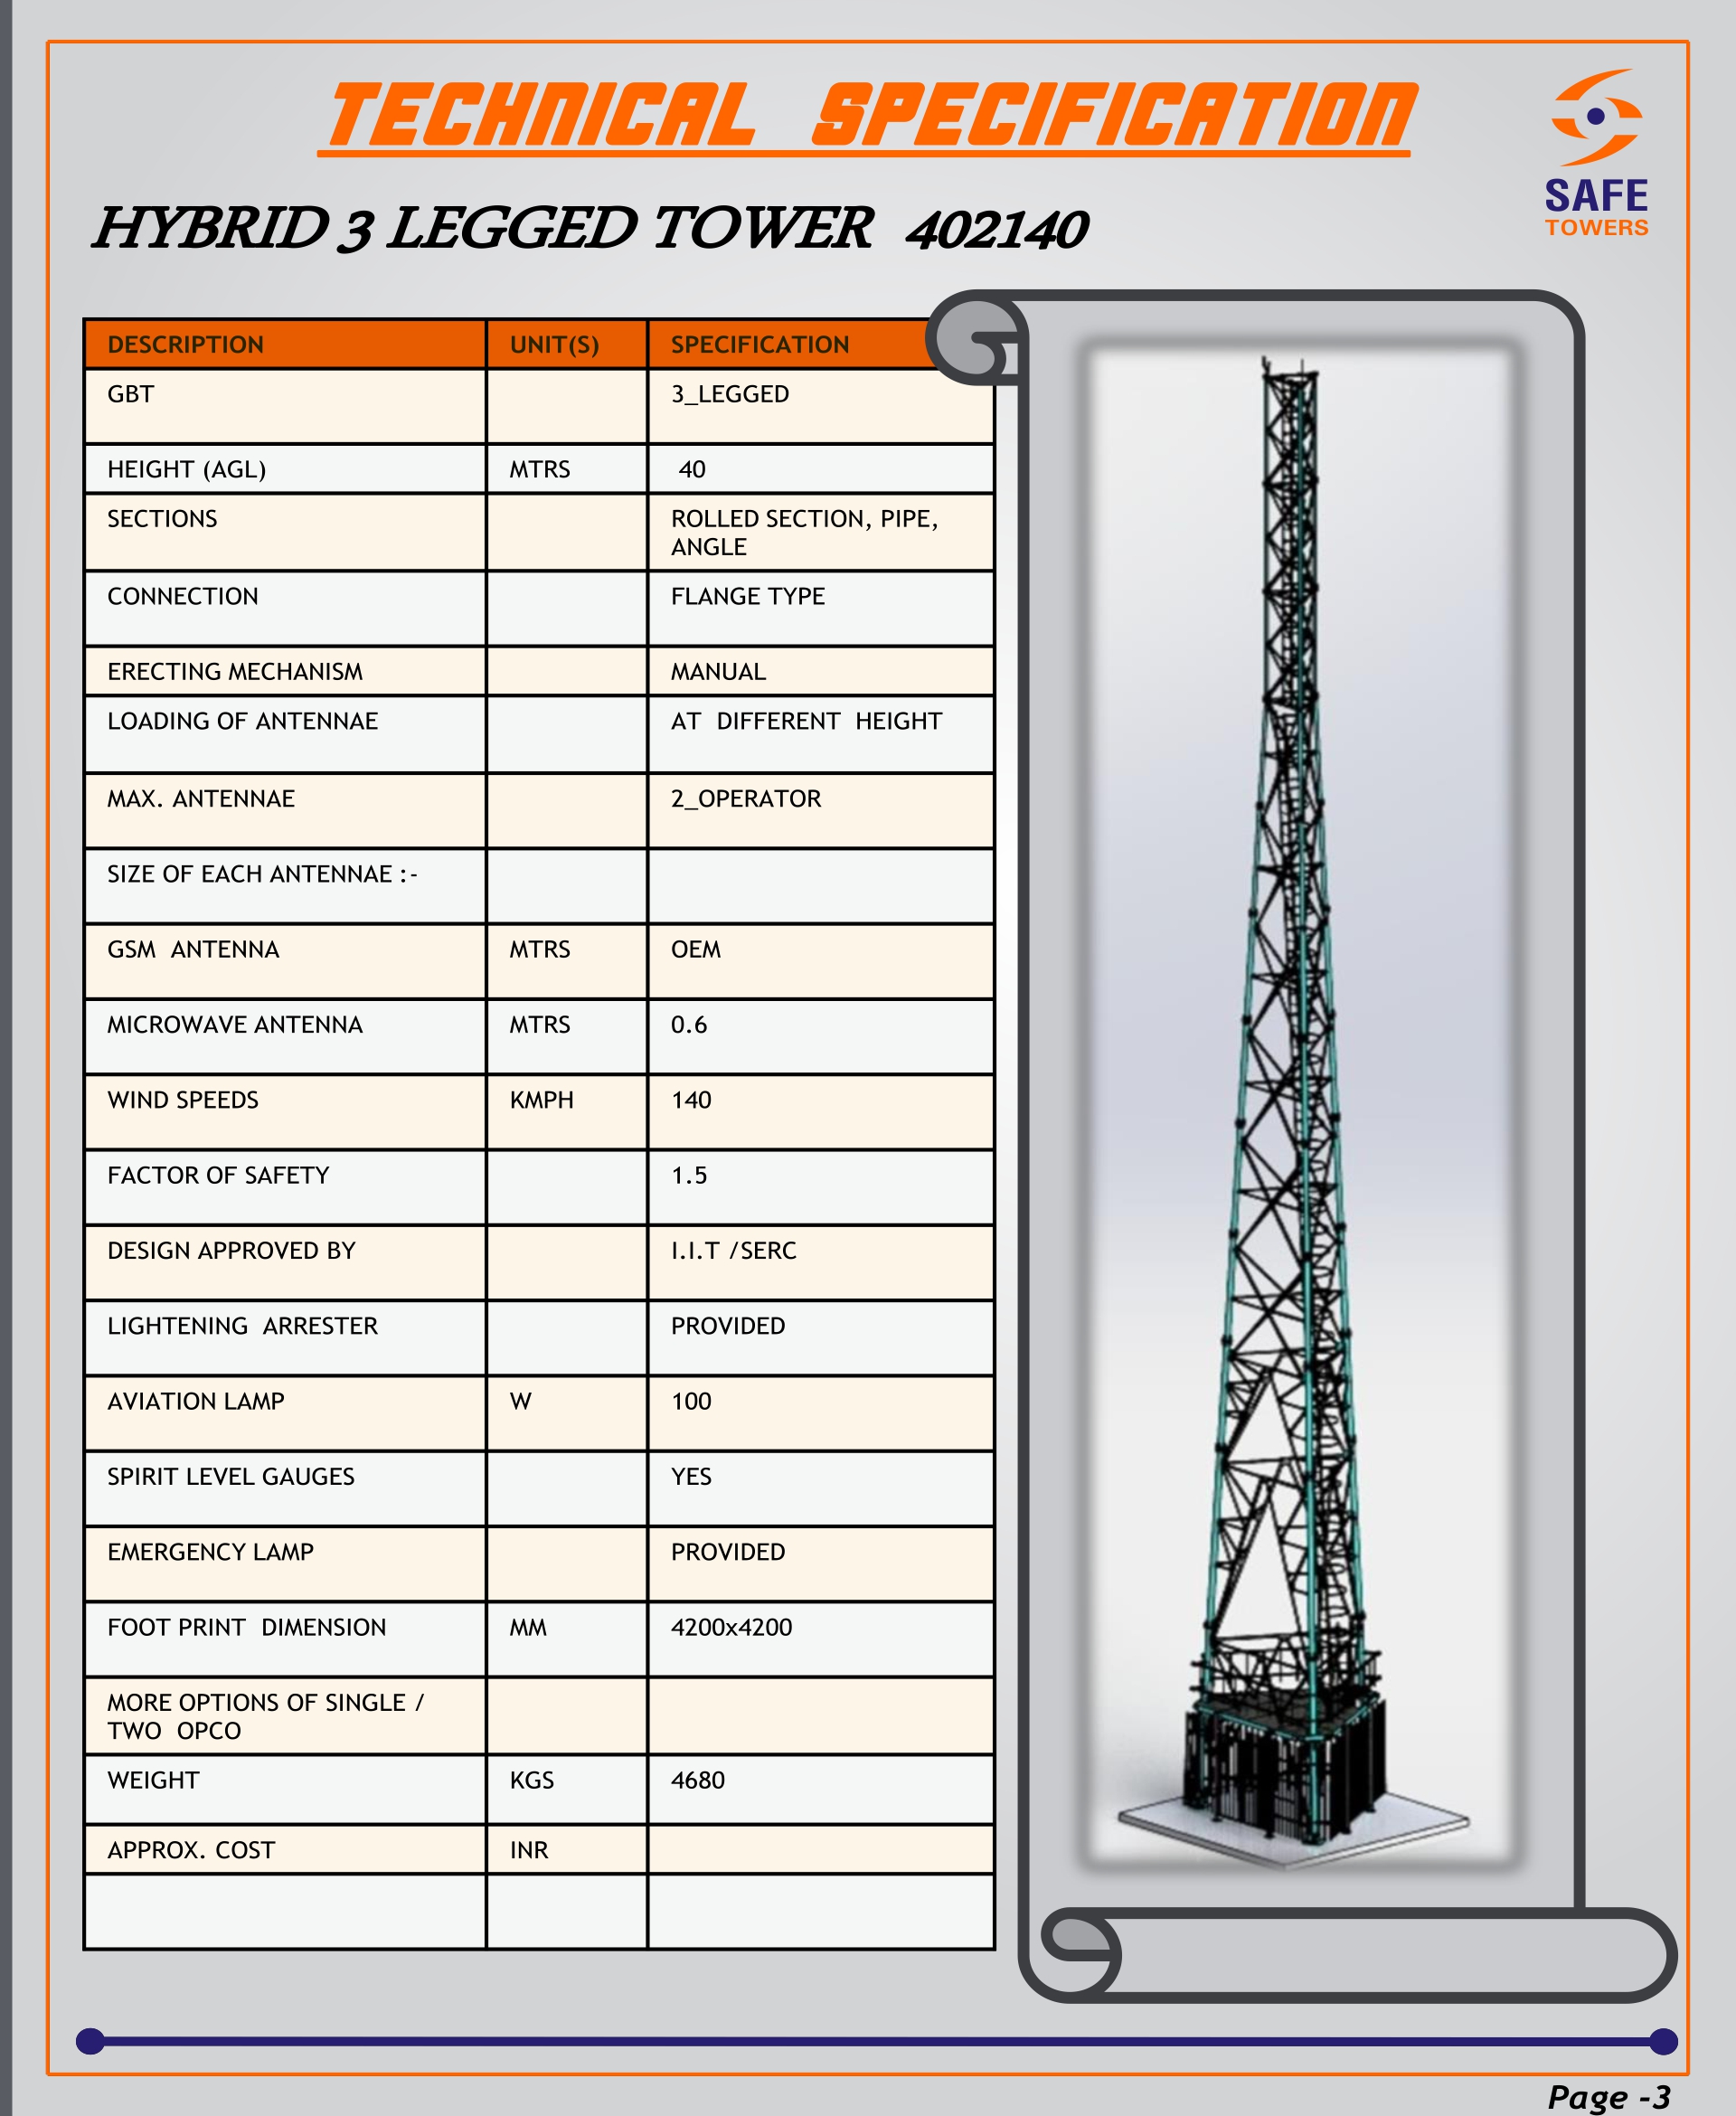 TECHNICAL SPECIFICATION
SAFE
TOWERS
HYBRID 3 LEGGED TOWER 402140
DESCRIPTION UNIT(S) SPECIFICATION
GBT 3_LEGGED
HEIGHT (AGL) MTRS 40
SECTIONS ROLLED SECTION, PIPE,
ANGLE
CONNECTION FLANGE TYPE
ERECTING MECHANISM MANUAL
LOADING OF ANTENNAE AT DIFFERENT HEIGHT
MAX. ANTENNAE 2_OPERATOR
SIZE OF EACH ANTENNAE :-
GSM ANTENNA MTRS OEM
MICROWAVE ANTENNA MTRS 0.6
WIND SPEEDS KMPH 140
FACTOR OF SAFETY 1.5
DESIGN APPROVED BY I.I.T /SERC
LIGHTENING ARRESTER PROVIDED
AVIATION LAMP W 100
SPIRIT LEVEL GAUGES YES
EMERGENCY LAMP PROVIDED
FOOT PRINT DIMENSION MM 4200x4200
MORE OPTIONS OF SINGLE /
TWO OPCO
WEIGHT KGS 4680
APPROX. COST INR
Page -3